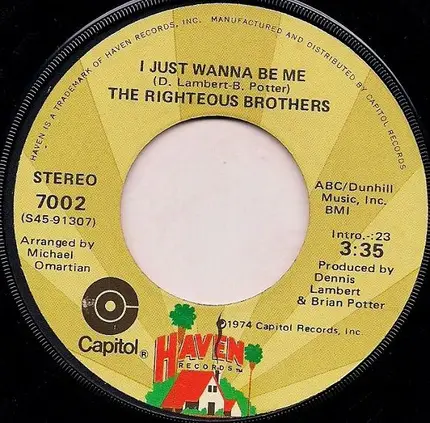 HAVEN IS A TRADEMARK OF HAVEN RECORDS, INC. MANUFACTURED AND DISTRIBUTED BY CAPITOL RECORDS
I JUST WANNA BE ME
(D. Lambert-B. Potter)
THE RIGHTEOUS BROTHERS
STEREO
7002
(S45-91307)
Arranged by
Michael
Omartian
ABC/Dunhill
Music, Inc.
BMI
Intro.-:23
3:35
Produced by
Dennis
Lambert
& Brian Potter
℗1974 Capitol Records, Inc.
Capitol®
HAVEN
RECORDS™